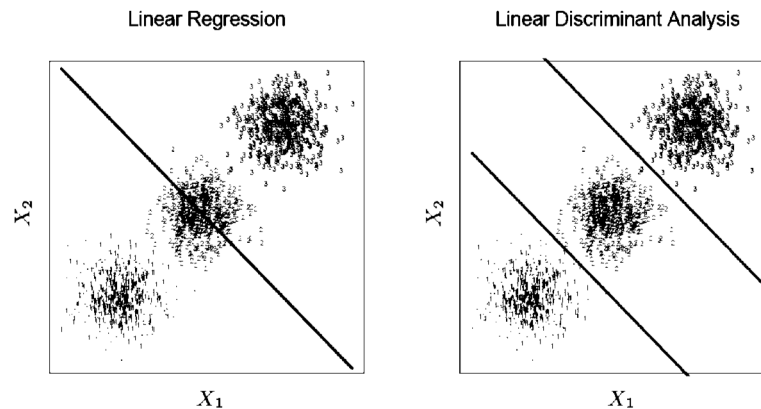 Linear Regression
Linear Discriminant Analysis
X₂
X₁
X₂
X₁